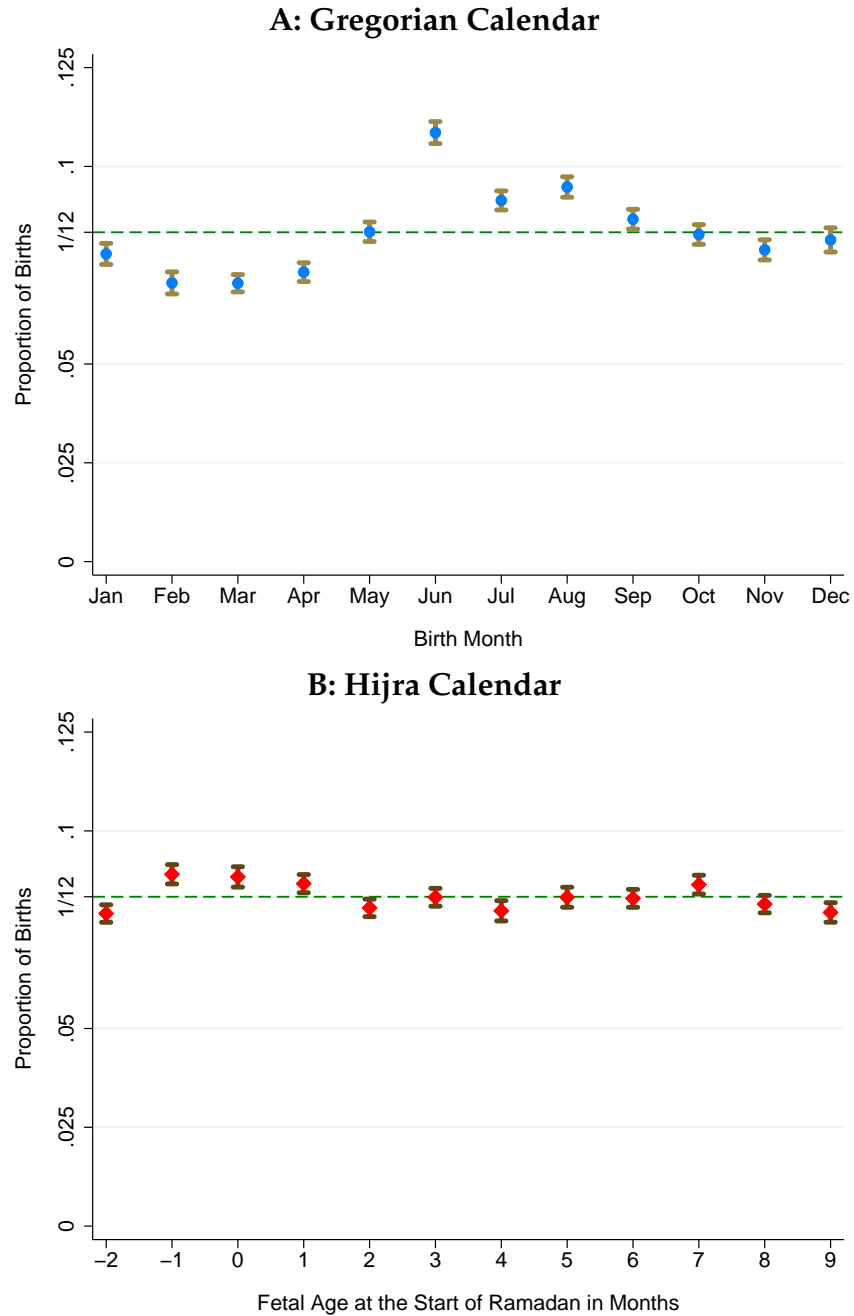 A: Gregorian Calendar
.125
.1
1/12
.05
.025
0
Proportion of Births
Jan Feb Mar Apr May Jun Jul Aug Sep Oct Nov Dec
Birth Month
B: Hijra Calendar
.125
.1
1/12
.05
.025
0
Proportion of Births
−2 −1 0 1 2 3 4 5 6 7 8 9
Fetal Age at the Start of Ramadan in Months